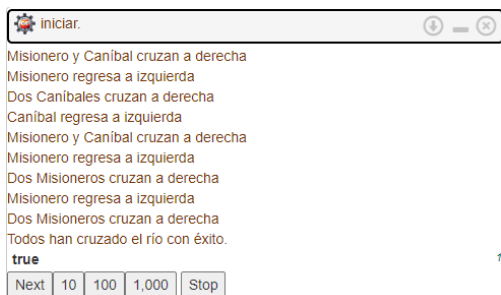 iniciar.
Misionero y Caníbal cruzan a derecha
Misionero regresa a izquierda
Dos Caníbales cruzan a derecha
Caníbal regresa a izquierda
Misionero y Caníbal cruzan a derecha
Misionero regresa a izquierda
Dos Misioneros cruzan a derecha
Misionero regresa a izquierda
Dos Misioneros cruzan a derecha
Todos han cruzado el río con éxito.
true 1
Next 10 100 1,000 Stop